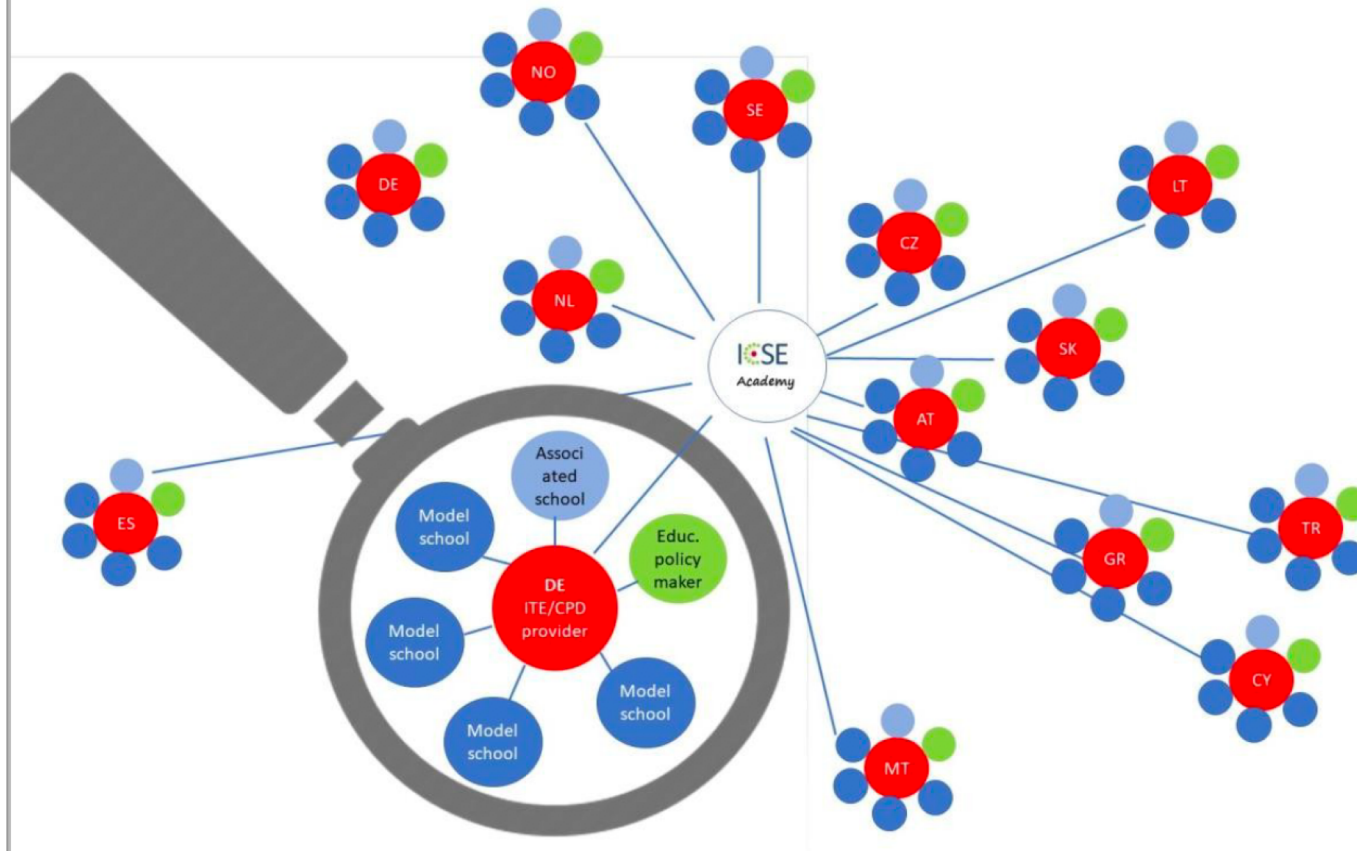 NO
SE
DE
LT
CZ
NL
SK
ICSE
Academy
AT
ES
TR
GR
CY
MT
Associ
ated
school
Model
school
Educ.
policy
maker
DE
ITE/CPD
provider
Model
school
Model
school
Model
school